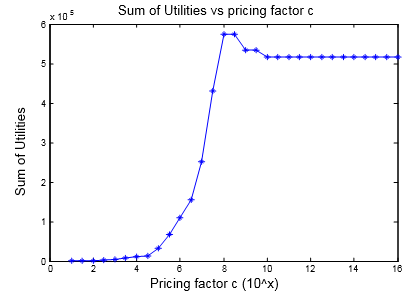 Sum of Utilities vs pricing factor c
x 10^5
6
5
4
3
2
1
0
Sum of Utilities
0 2 4 6 8 10 12 14 16
Pricing factor c (10^x)